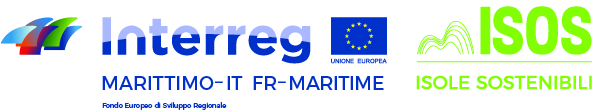 Interreg
UNIONE EUROPEA
MARITTIMO-IT FR-MARITIME
Fondo Europeo di Sviluppo Regionale
ISOS
ISOLE SOSTENIBILI